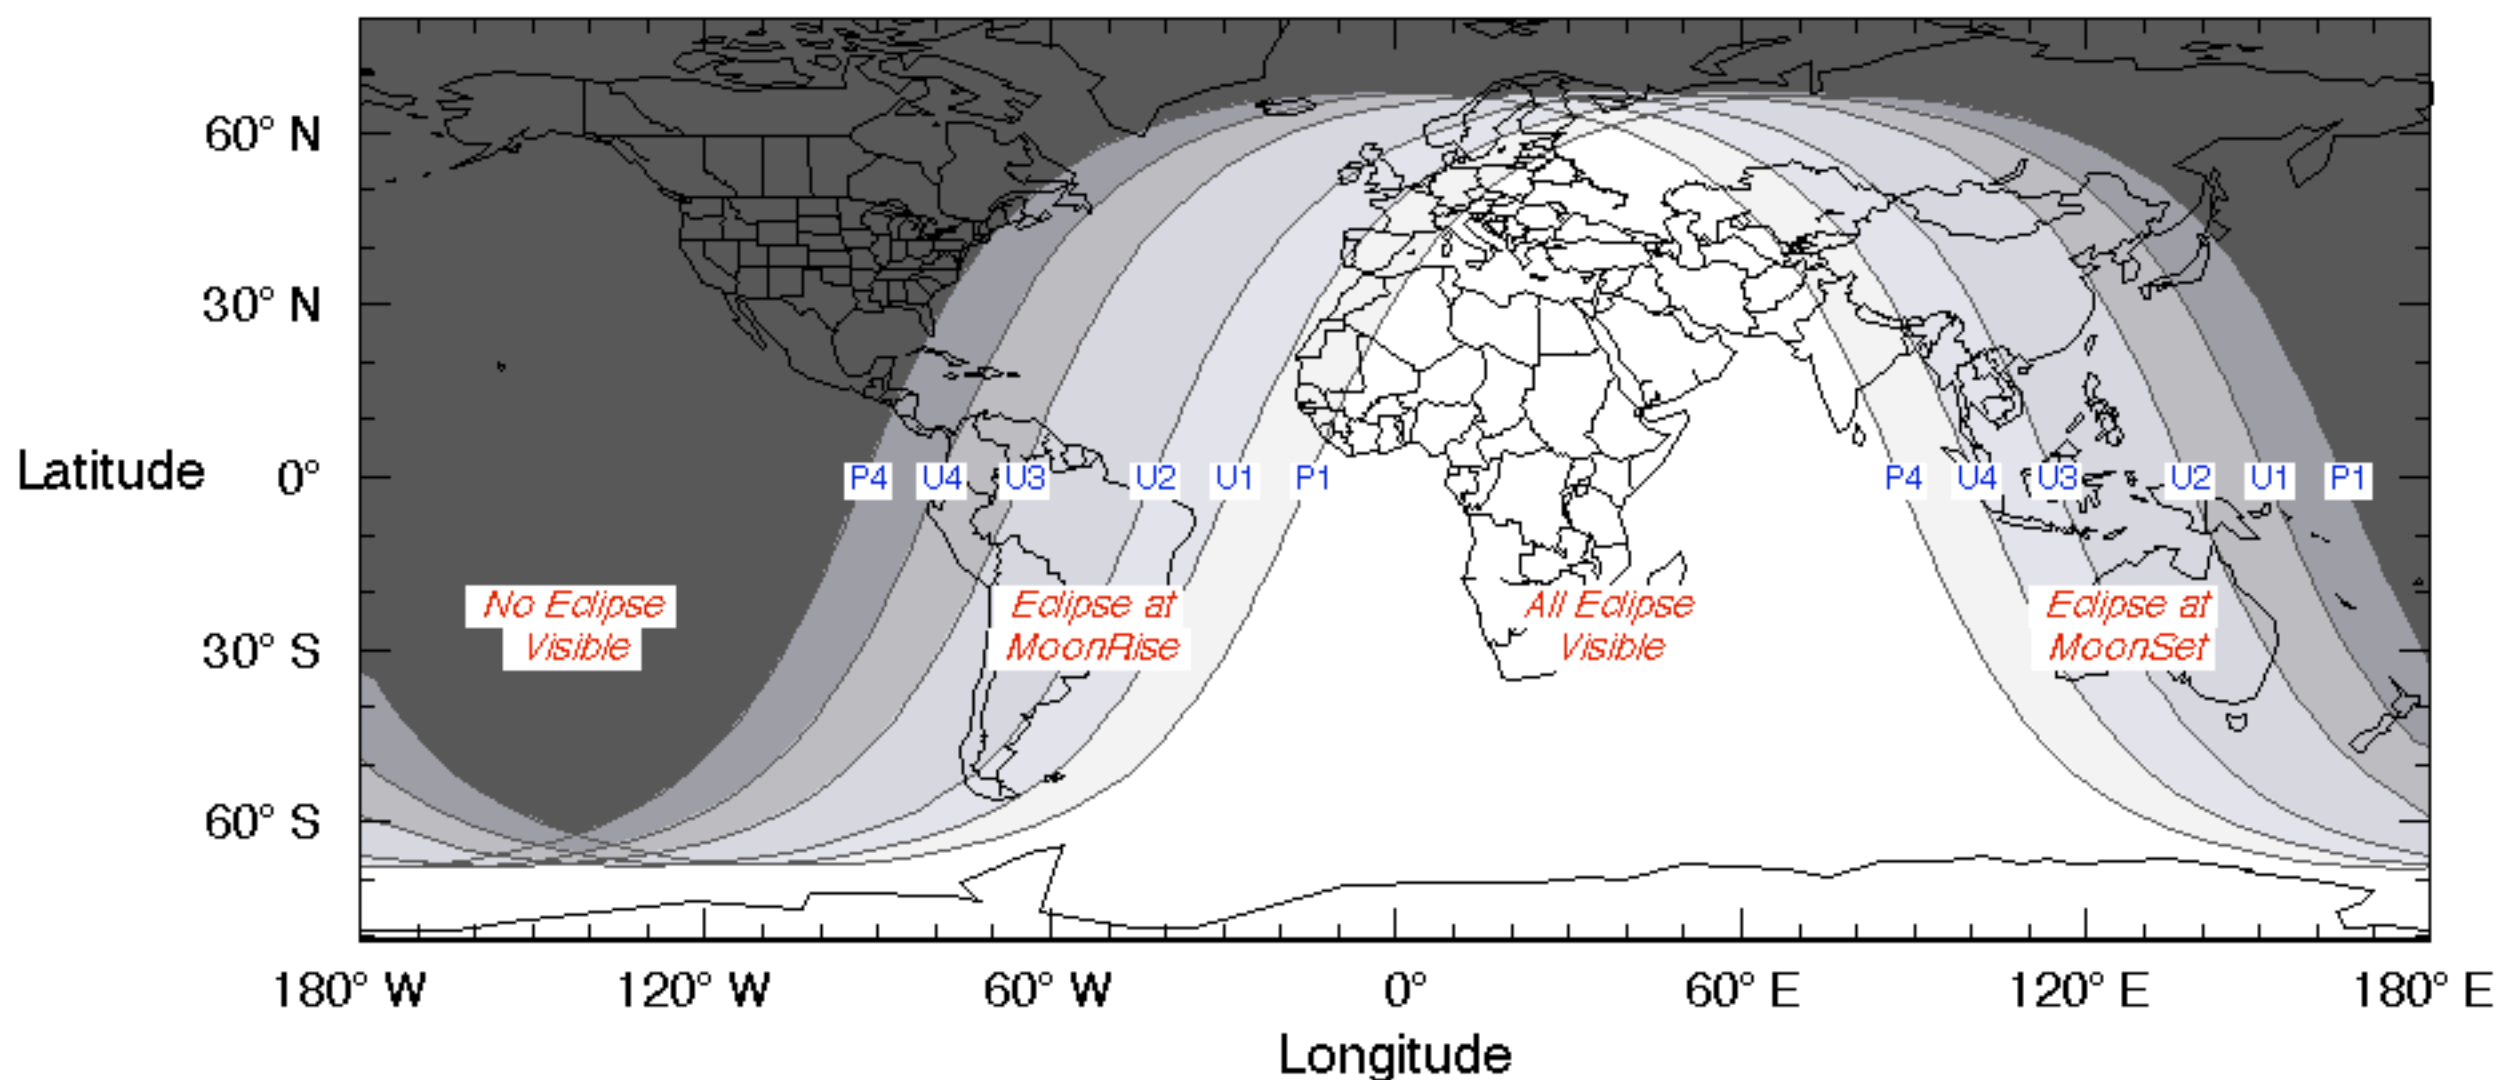 60° N
30° N
Latitude 0°
P4 U4 U3 U2 U1 P1 P4 U4 U3 U2 U1 P1
No Eclipse Eclipse at All Eclipse Eclipse at
Visible MoonRise Visible MoonSet
30° S
60° S
180° W 120° W 60° W 0° 60° E 120° E 180° E
Longitude